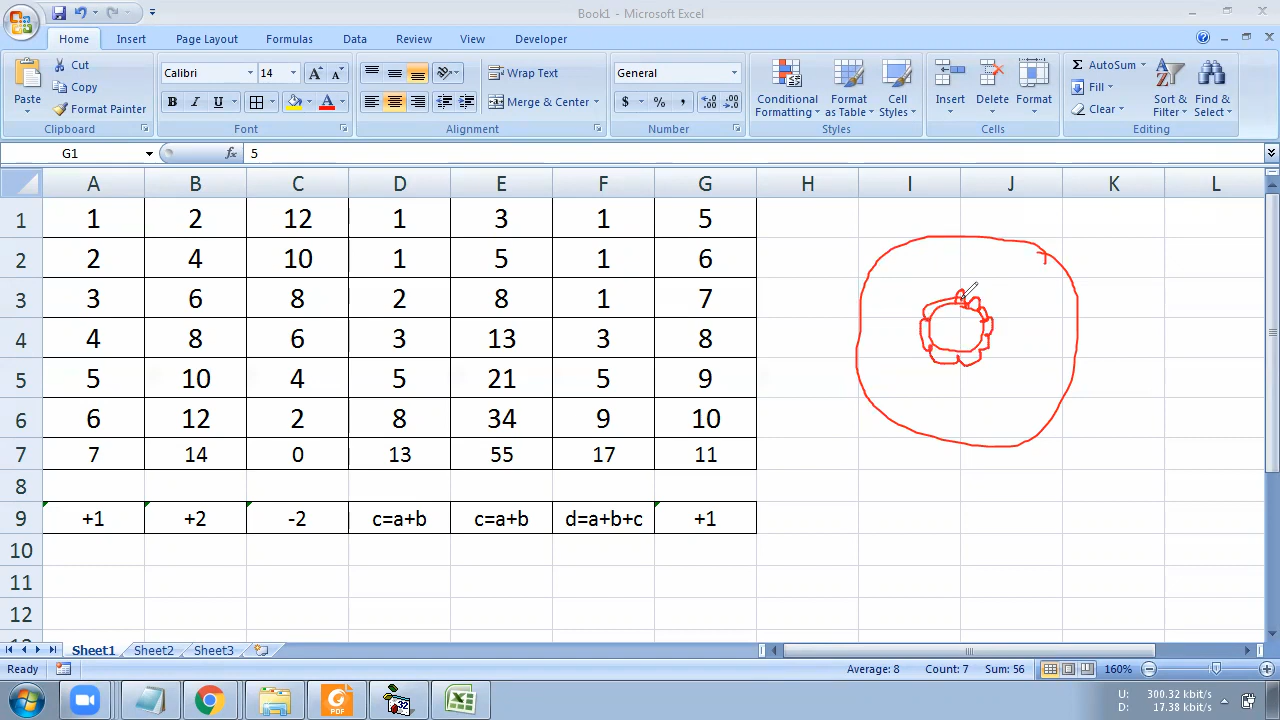 Book1 - Microsoft Excel
Home Insert Page Layout Formulas Data Review View Developer
Paste Cut Copy Format Painter
Calibri 14
B I U
Wrap Text
Merge & Center
General
$ % ,
Conditional Formatting Format as Table Cell Styles
Insert Delete Format
AutoSum
Fill
Clear
Sort & Filter Find & Select
Clipboard Font Alignment Number Styles Cells Editing
G1 fx 5
A B C D E F G H I J K L
1 1 2 12 1 3 1 5
2 2 4 10 1 5 1 6
3 3 6 8 2 8 1 7
4 4 8 6 3 13 3 8
5 5 10 4 5 21 5 9
6 6 12 2 8 34 9 10
7 7 14 0 13 55 17 11
8
9 +1 +2 -2 c=a+b c=a+b d=a+b+c +1
10
11
12
Sheet1 Sheet2 Sheet3
Ready Average: 8 Count: 7 Sum: 56 160%
PDF 32 U: 300.32 kbit/s
D: 17.38 kbit/s